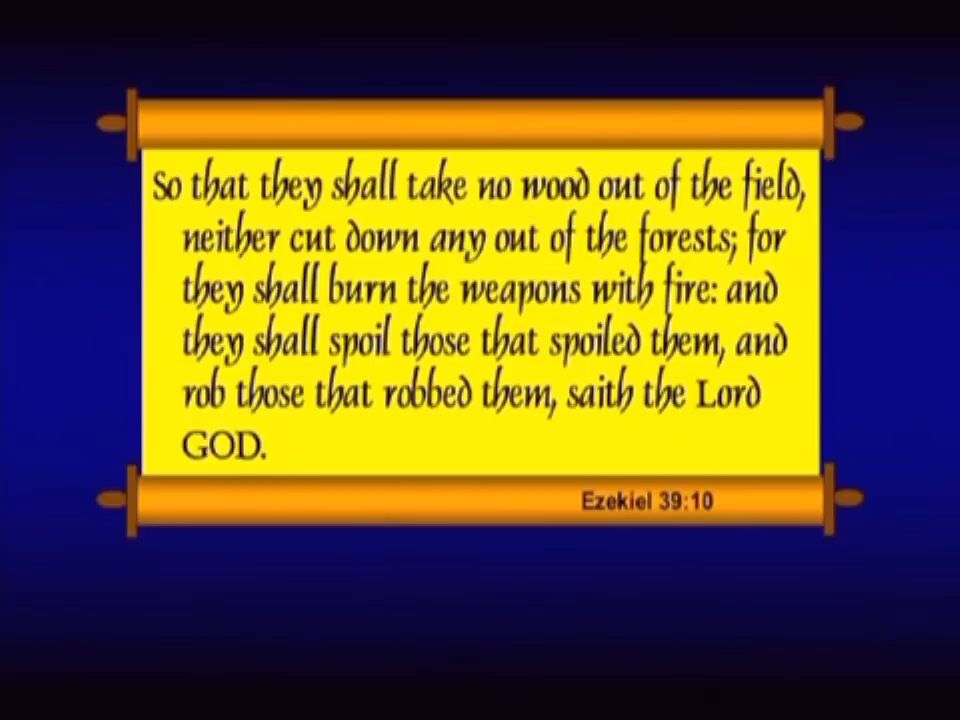 So that they shall take no wood out of the field,
neither cut down any out of the forests; for
they shall burn the weapons with fire: and
they shall spoil those that spoiled them, and
rob those that robbed them, saith the Lord
GOD.
Ezekiel 39:10